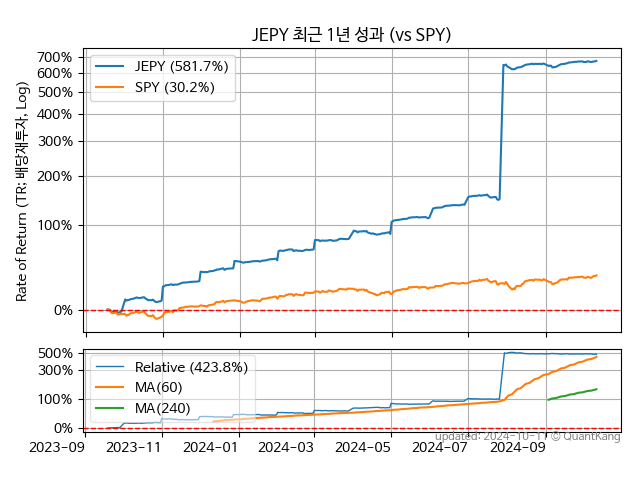 JEPY 최근 1년 성과 (vs SPY)
Rate of Return (TR; 배당재투자, Log)
700%
600%
500%
400%
300%
200%
100%
0%
JEPY (581.7%)
SPY (30.2%)
500%
300%
100%
0%
Relative (423.8%)
MA(60)
MA(240)
2023-09
2023-11
2024-01
2024-03
2024-05
2024-07
2024-09
updated: 2024-10-11 © QuantKang